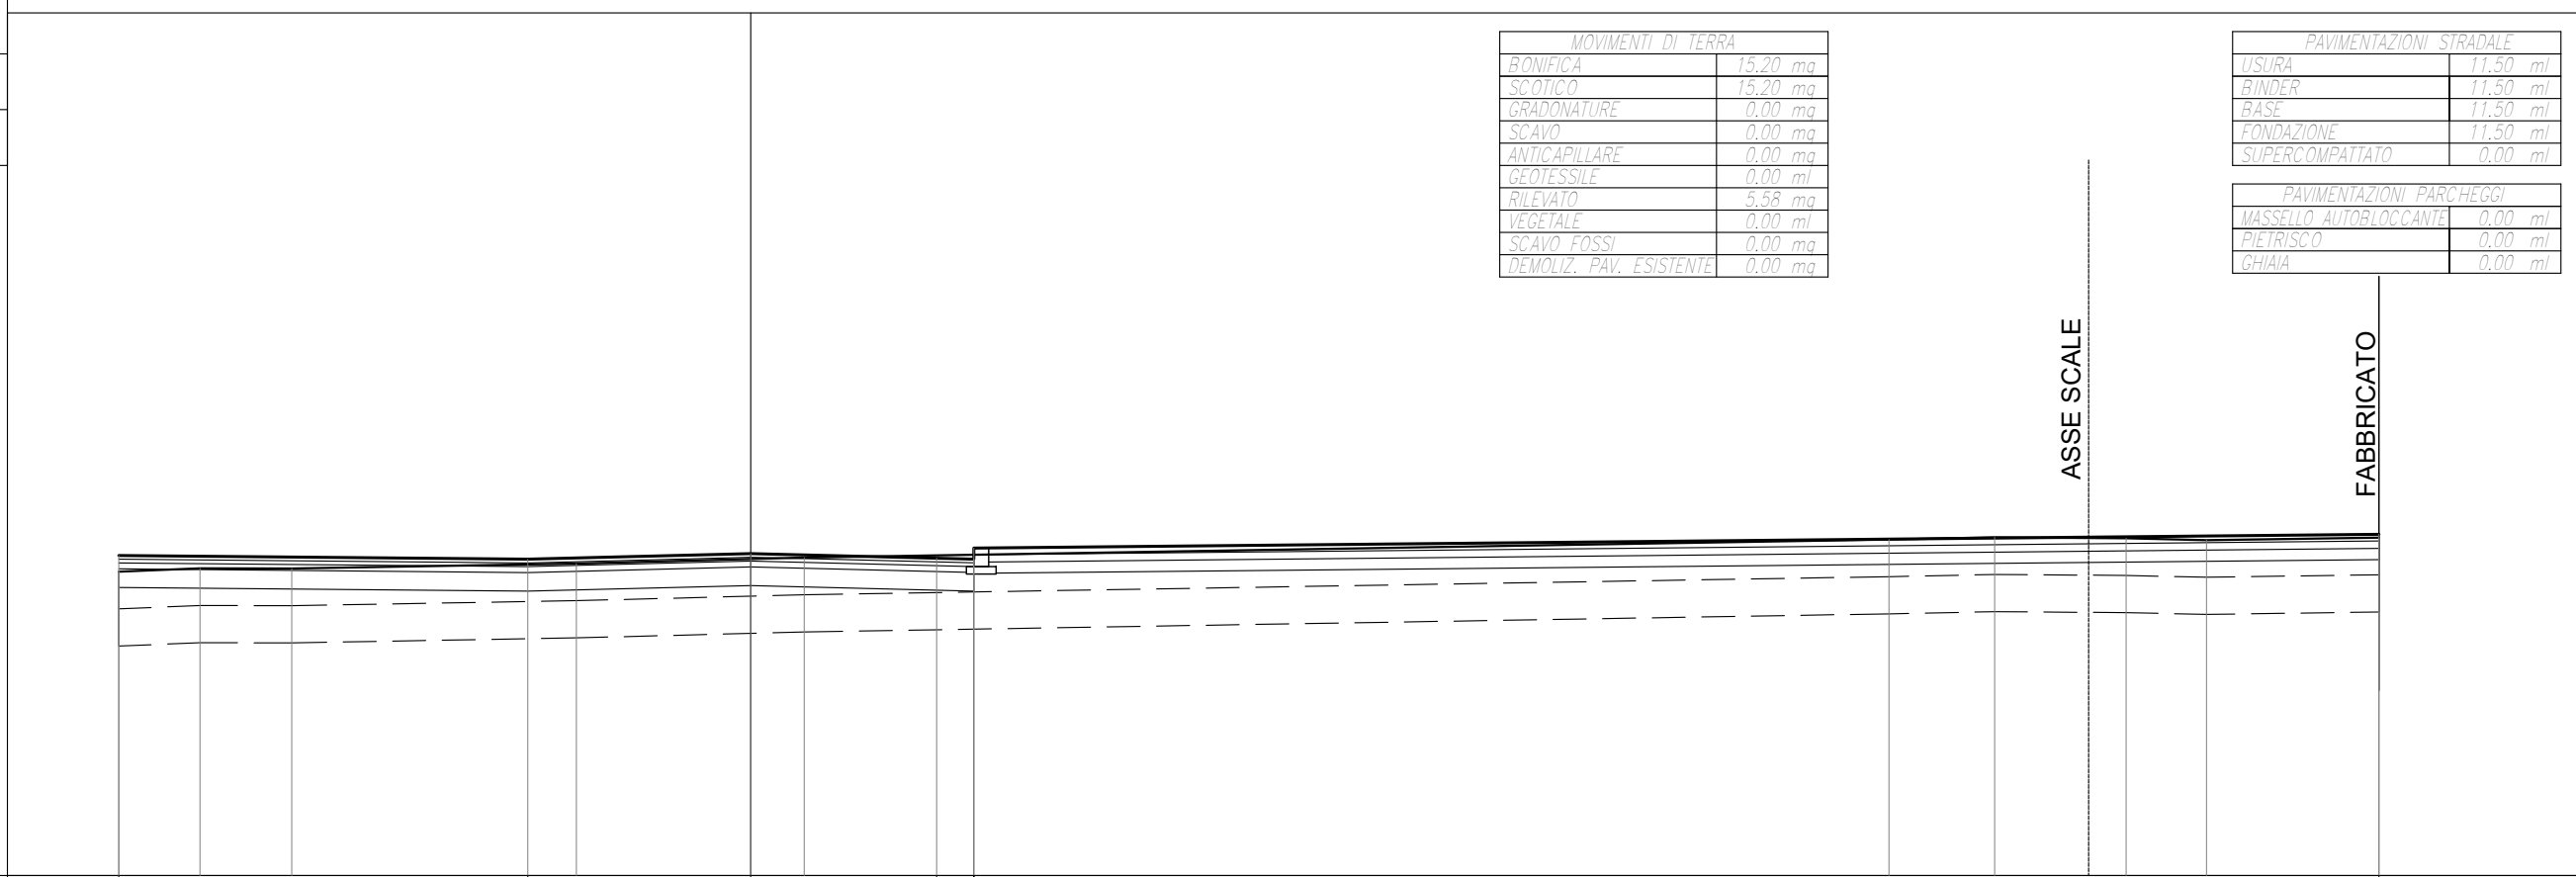 MOVIMENTI DI TERRA
BONIFICA 15.20 mq
SCOTICO 15.20 mq
GRADONATURE 0.00 mq
SCAVO 0.00 mq
ANTICAPILLARE 0.00 mq
GEOTESSILE 0.00 ml
RILEVATO 5.58 mq
VEGETALE 0.00 ml
SCAVO FOSSI 0.00 mq
DEMOLIZ. PAV. ESISTENTE 0.00 mq
PAVIMENTAZIONI STRADALE
USURA 11.50 ml
BINDER 11.50 ml
BASE 11.50 ml
FONDAZIONE 11.50 ml
SUPERCOMPATTATO 0.00 ml
PAVIMENTAZIONI PARCHEGGI
MASSELLO AUTOBLOCCANTE 0.00 ml
PIETRISCO 0.00 ml
GHIAIA 0.00 ml
ASSE SCALE
FABBRICATO